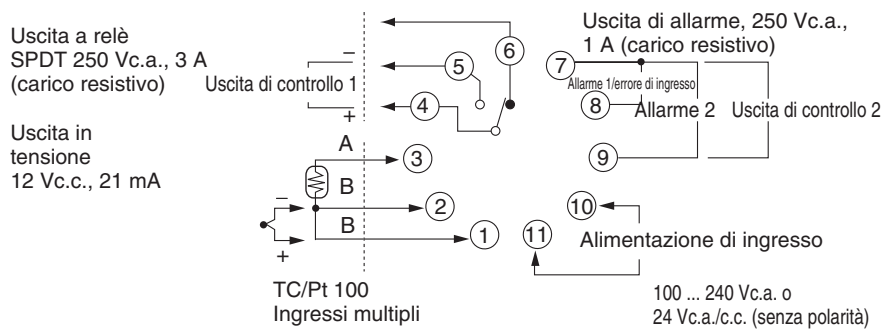 Uscita a relè
SPDT 250 Vc.a., 3 A
(carico resistivo)
Uscita in
tensione
12 Vc.c., 21 mA
Uscita di controllo 1
−
+
4
5
6
A
B
B
3
2
1
−
+
TC/Pt 100
Ingressi multipli
Uscita di allarme, 250 Vc.a.,
1 A (carico resistivo)
7
Allarme 1/errore di ingresso
8
Allarme 2
Uscita di controllo 2
9
10
11
Alimentazione di ingresso
100 ... 240 Vc.a. o
24 Vc.a./c.c. (senza polarità)